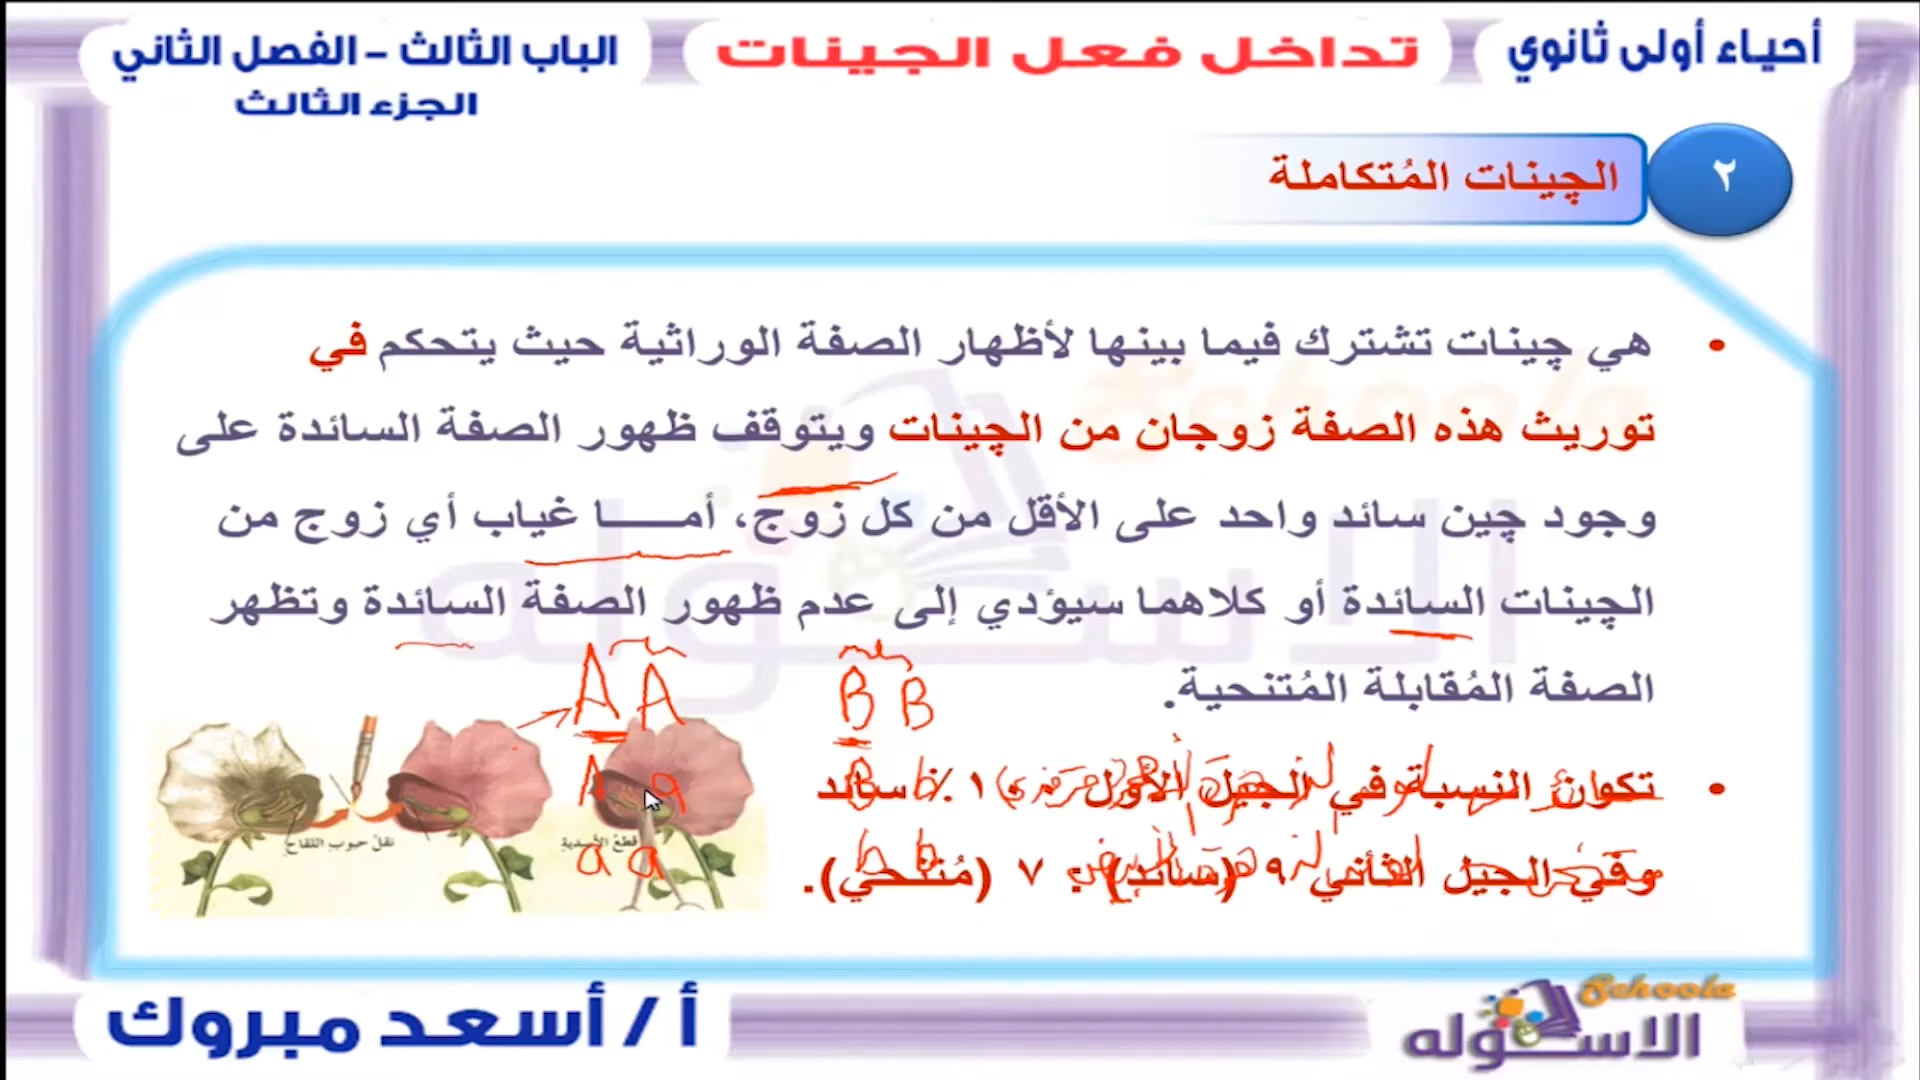 أحياء أولى ثانوي
تداخل فعل الجينات
الباب الثالث – الفصل الثاني
الجزء الثالث
٢
الچينات المُتكاملة
• هي چينات تشترك فيما بينها لأظهار الصفة الوراثية حيث يتحكم في
توريث هذه الصفة زوجان من الچينات ويتوقف ظهور الصفة السائدة على
وجود چين سائد واحد على الأقل من كل زوج، أمـــا غياب أي زوج من
الچينات السائدة أو كلاهما سيؤدي إلى عدم ظهور الصفة السائدة وتظهر
الصفة المُقابلة المُتنحية.
A A B B
A a B b
a a b b
• تكوان النسبة في الجيل الأول ١٠٠٪ سائد
وفي الجيل الثاني ٩ (سائد) : ٧ (مُتنحي).
نقل حبوب اللقاح
قطع الأسدية
أ / أسعد مبروك
Schoola
الاسكوله